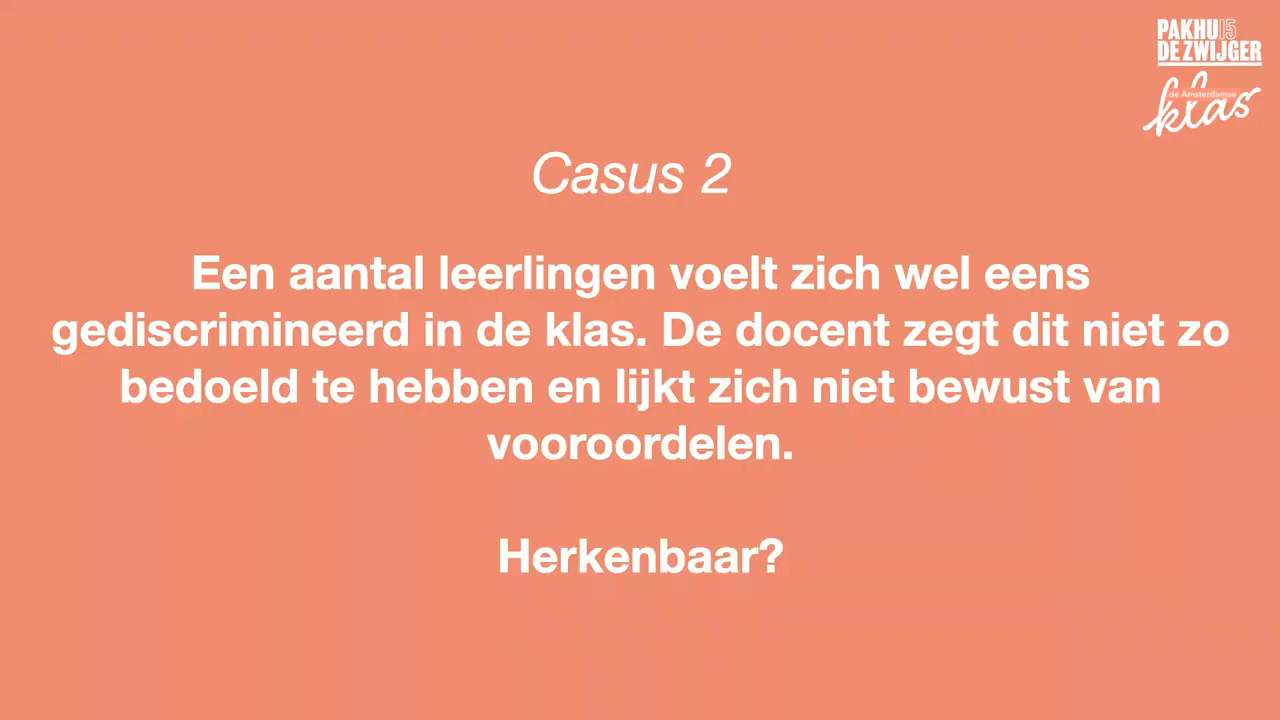 PAKHU15
DE ZWIJGER
de Amsterdamse
klas
Casus 2
Een aantal leerlingen voelt zich wel eens
gediscrimineerd in de klas. De docent zegt dit niet zo
bedoeld te hebben en lijkt zich niet bewust van
vooroordelen.
Herkenbaar?